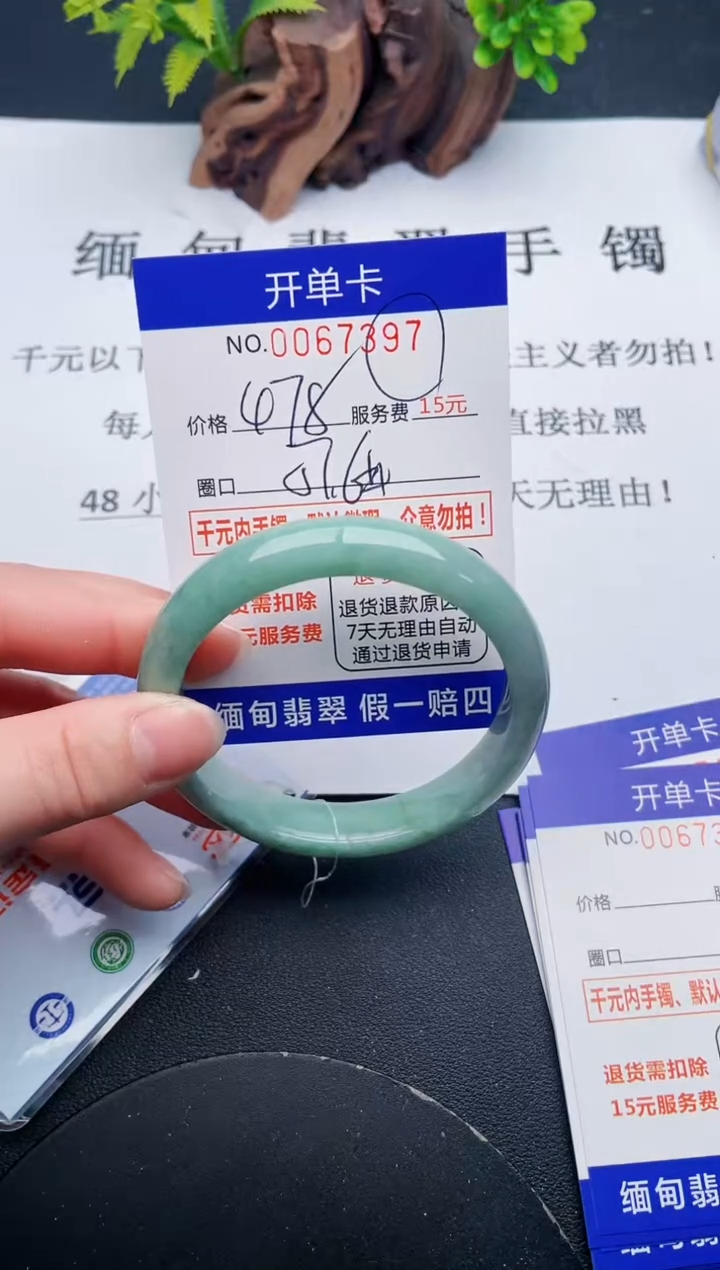 缅甸翡翠手镯
千元以下
主义者勿拍！
每
直接拉黑
48小
天无理由！
开单卡
NO.0067397
价格 678 服务费 15元
圈口
千元内手镯、默认微瑕、介意勿拍！
货需扣除
元服务费
退货退款原因
7天无理由自动
通过退货申请
缅甸翡翠 假一赔四
开单卡
开单卡
NO.0067
价格
圈口
千元内手镯、默认
退货需扣除
15元服务费
缅甸翡